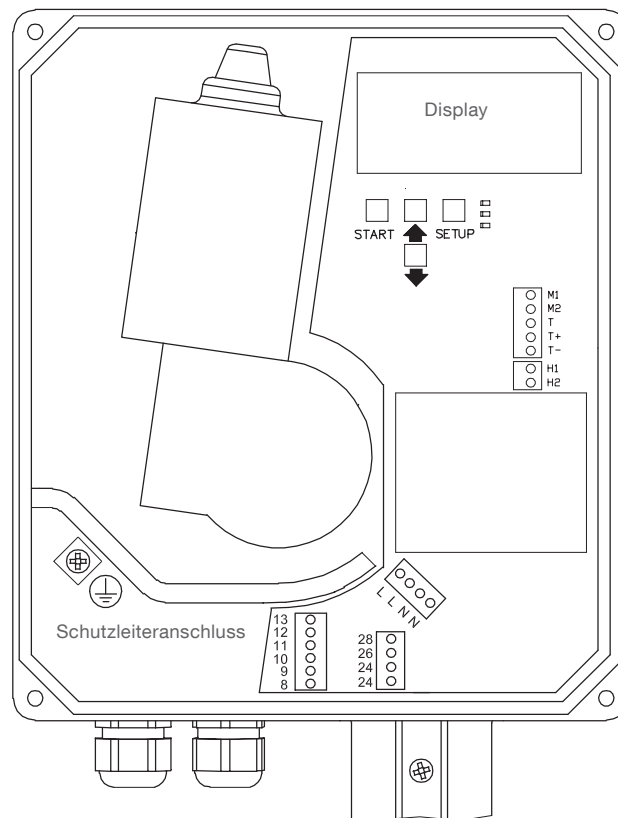 Display
START
SETUP
M1
M2
T
T+
T-
H1
H2
L L N N
Schutzleiteranschluss
13
12
11
10
9
8
28
26
24
24